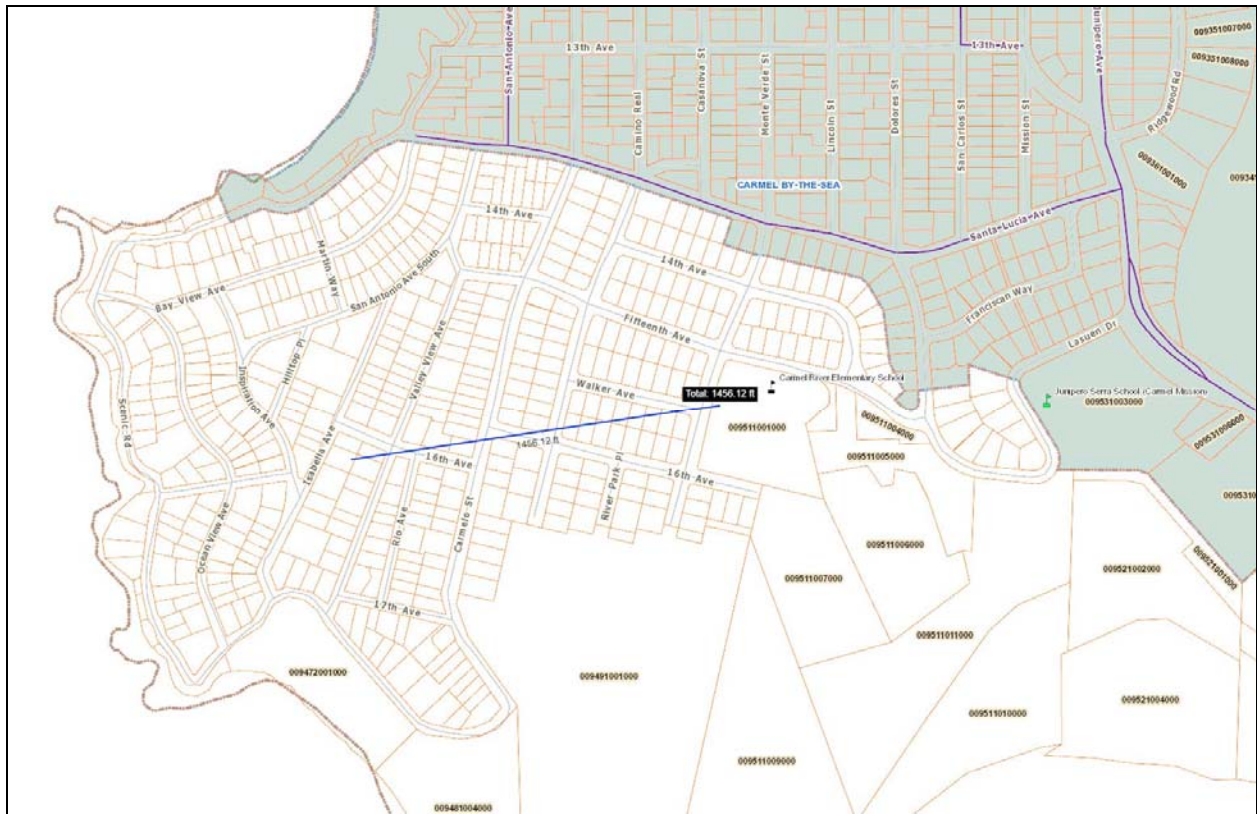 009351007000
13th Ave
13th Ave
009351008000
San Antonio Ave
Junipero Ave
Ridgewood Rd
Camino Real
Casanova St
Monte Verde St
Lincoln St
Dolores St
San Carlos St
Mission St
009361001000
00934
CARMEL BY-THE-SEA
Santa Lucia Ave
14th Ave
Martin Way
San Antonio Ave South
14th Ave
Bay View Ave
Franciscan Way
Fifteenth Ave
Lasuen Dr
Hilltop Pl
Valley View Ave
Inspiration Ave
Scenic Rd
Walker Ave
Carmel River Elementary School
Total: 1456.12 ft
Junipero Serra School (Carmel Mission)
009531003000
009511001000
009511004000
009531006000
1456.12 ft
Isabella Ave
16th Ave
River Park Pl
16th Ave
009511005000
009531
Ocean View Ave
Rio Ave
Carmelo St
009511006000
009521002000
009521001000
009511007000
17th Ave
009511011000
009472001000
009491001000
009521004000
009511010000
009511009000
009481004000